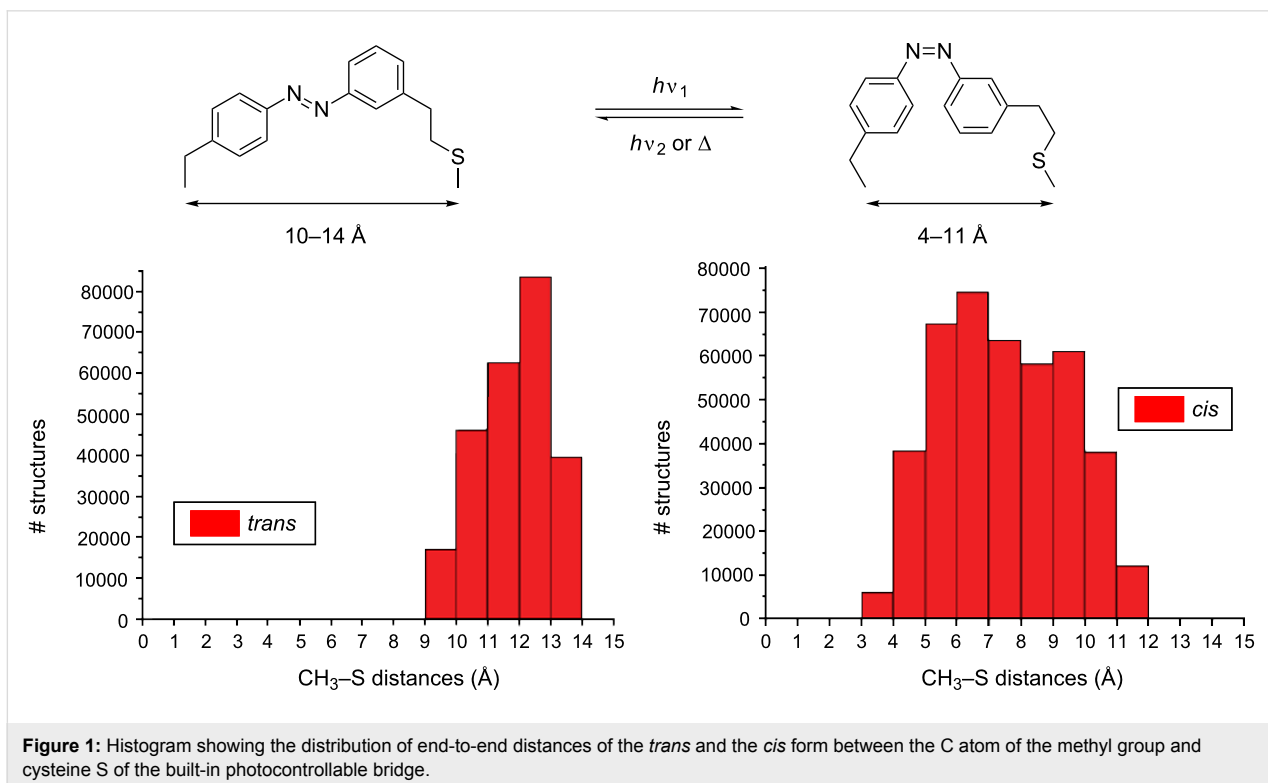 N=N
N
N
hν1
hν2 or Δ
S
S
10–14 Å
4–11 Å
80000
70000
60000
50000
40000
30000
20000
10000
0
# structures
trans
0 1 2 3 4 5 6 7 8 9 10 11 12 13 14 15
CH3–S distances (Å)
80000
70000
60000
50000
40000
30000
20000
10000
0
# structures
cis
0 1 2 3 4 5 6 7 8 9 10 11 12 13 14 15
CH3–S distances (Å)
Figure 1: Histogram showing the distribution of end-to-end distances of the trans and the cis form between the C atom of the methyl group and
cysteine S of the built-in photocontrollable bridge.